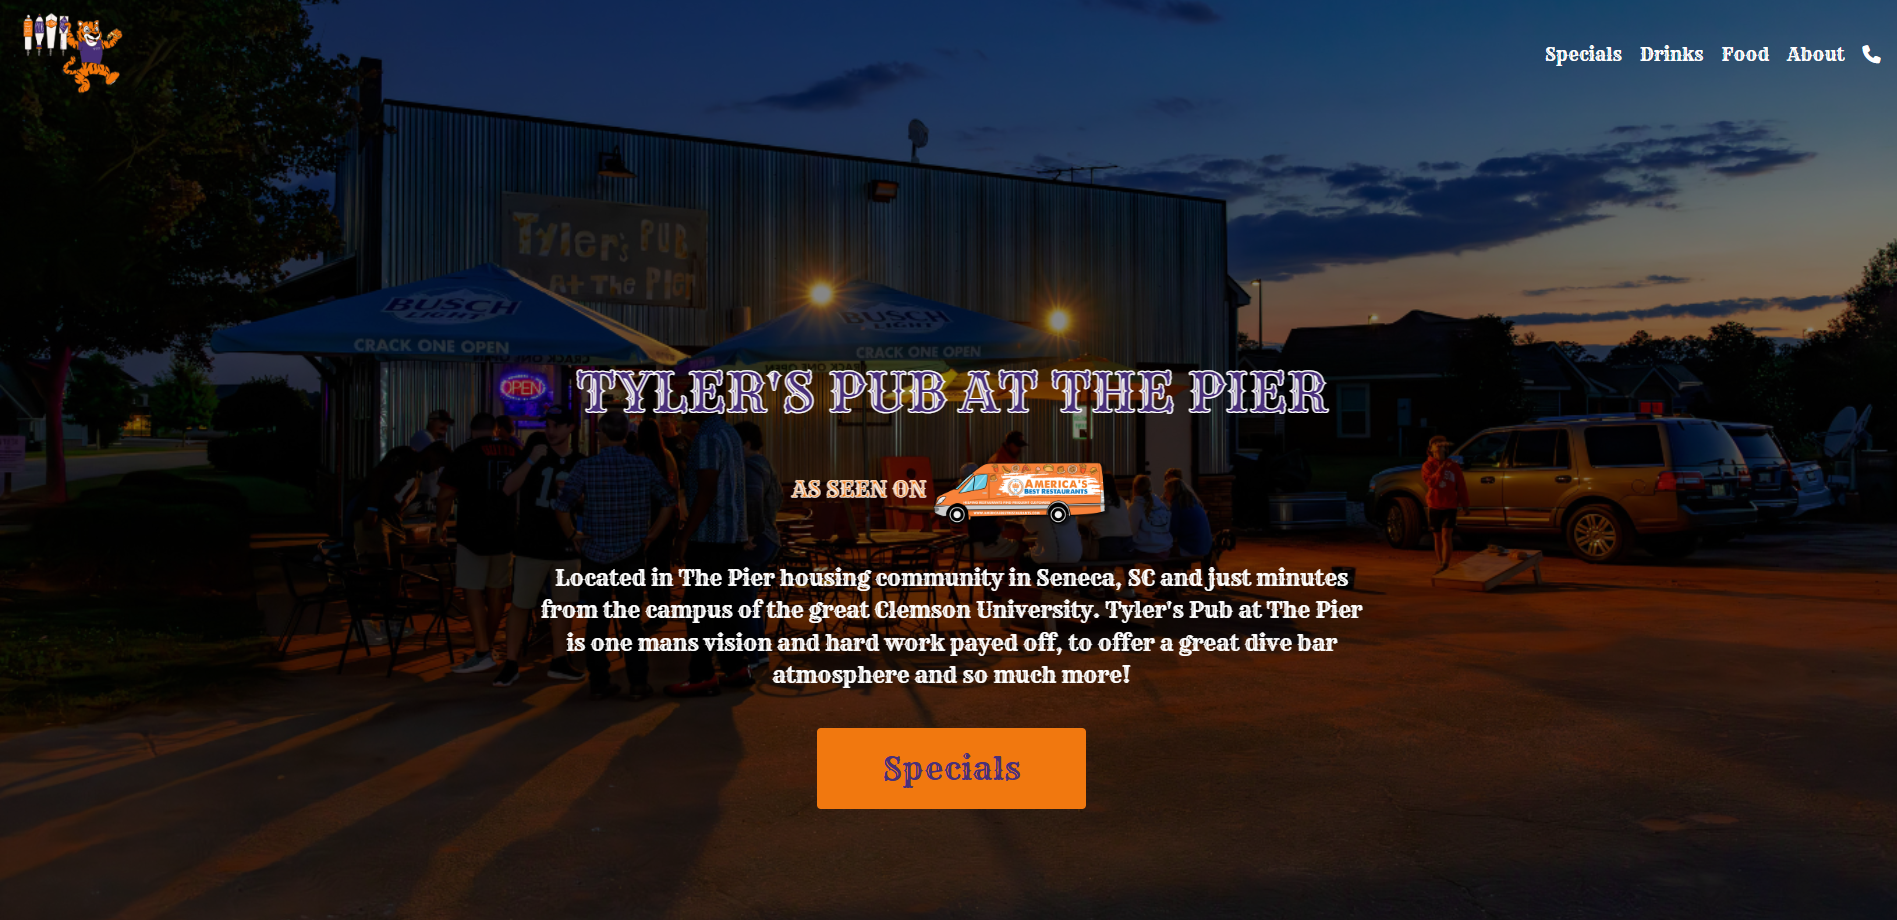 Specials Drinks Food About
Tyler's PUB
At The PIer
BUSCH
LIGHT
CRACK ONE OPEN
BUSCH
LIGHT
CRACK ONE OPEN
OPEN
TYLER'S PUB AT THE PIER
AS SEEN ON
AMERICA'S
BEST RESTAURANTS
Located in The Pier housing community in Seneca, SC and just minutes
from the campus of the great Clemson University. Tyler's Pub at The Pier
is one mans vision and hard work payed off, to offer a great dive bar
atmosphere and so much more!
Specials